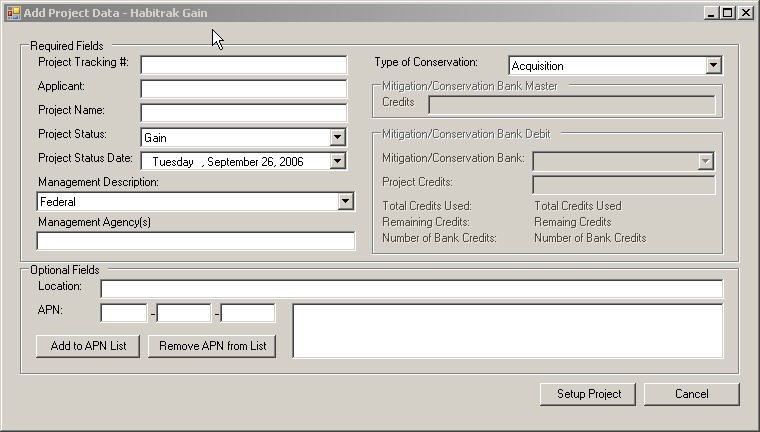 Add Project Data - Habitrak Gain
Required Fields
Project Tracking #:
Applicant:
Project Name:
Project Status: Gain
Project Status Date: Tuesday , September 26, 2006
Management Description:
Federal
Management Agency(s)
Type of Conservation: Acquisition
Mitigation/Conservation Bank Master
Credits
Mitigation/Conservation Bank Debit
Mitigation/Conservation Bank:
Project Credits:
Total Credits Used: Total Credits Used
Remaining Credits: Remaing Credits
Number of Bank Credits: Number of Bank Credits
Optional Fields
Location:
APN: - -
Add to APN List Remove APN from List
Setup Project Cancel